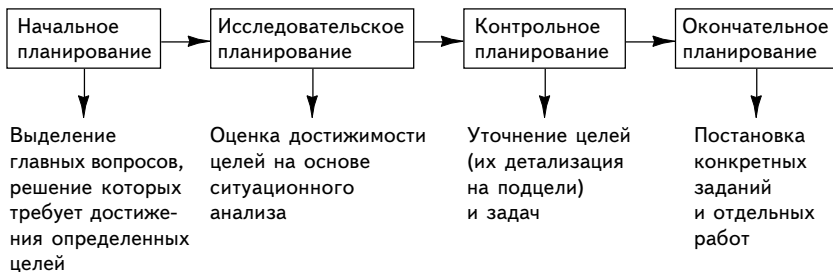 Начальное
планирование
Исследовательское
планирование
Контрольное
планирование
Окончательное
планирование
Выделение
главных вопросов,
решение которых
требует достиже-
ния определенных
целей
Оценка достижимости
целей на основе
ситуационного
анализа
Уточнение целей
(их детализация
на подцели)
и задач
Постановка
конкретных
заданий
и отдельных
работ